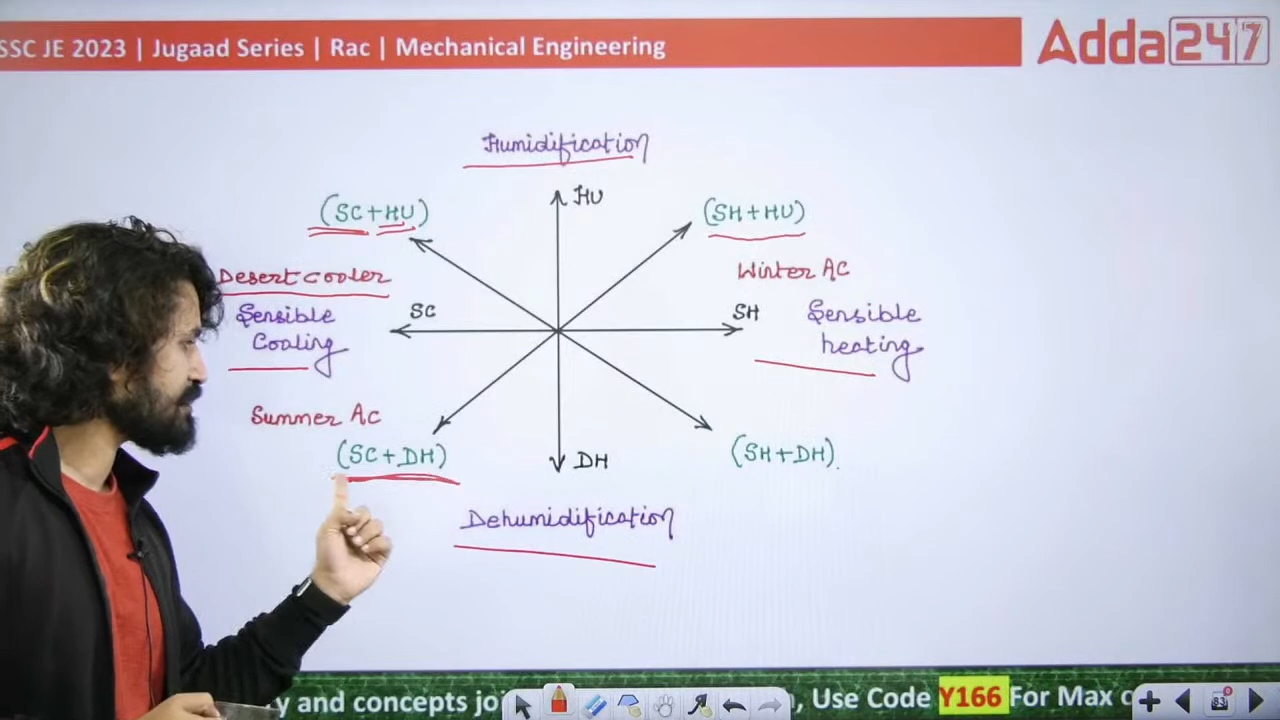 SSC JE 2023 | Jugaad Series | Rac | Mechanical Engineering
Adda247
Humidification
HU
(SC+HU)
(SH+HU)
Desert cooler
Winter AC
SC
SH
Sensible
Cooling
Sensible
heating
Summer AC
(SC+DH)
DH
(SH+DH).
Dehumidification
y and concepts joi
, Use Code Y166 For Max
83